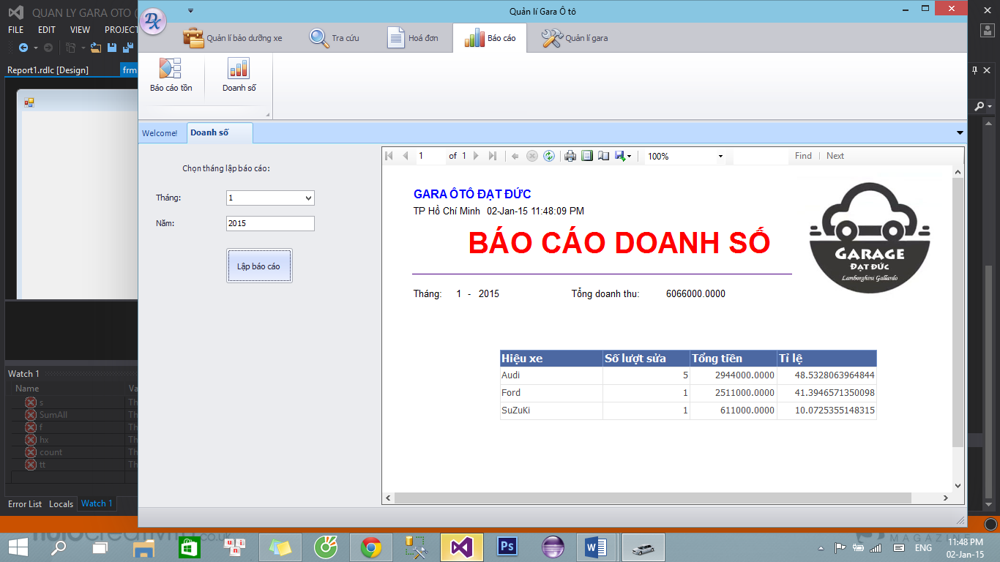 QUAN LY GARA OTO (
Quản lí Gara Ô tô
FILE EDIT VIEW PROJECT
Quản lí bảo dưỡng xe
Tra cứu
Hoá đơn
Báo cáo
Quản lí gara
Report1.rdlc [Design]
frm
Báo cáo tồn
Doanh số
Welcome!
Doanh số
Chọn tháng lập báo cáo:
Tháng: 1
Năm: 2015
Lập báo cáo
1 of 1
100%
Find
Next
GARA ÔTÔ ĐẠT ĐỨC
TP Hồ Chí Minh 02-Jan-15 11:48:09 PM
BÁO CÁO DOANH SỐ
GARAGE
ĐẠT ĐỨC
Lamborghini Gallardo
Tháng: 1 - 2015 Tổng doanh thu: 6066000.0000
Hiệu xe Số lượt sửa Tổng tiền Tỉ lệ
Audi 5 2944000.0000 48.5328063964844
Ford 1 2511000.0000 41.3946571350098
SuZuKi 1 611000.0000 10.0725355148315
Watch 1
Name Va
s Th
SumAll Th
f Th
hx Th
count Th
tt Th
Error List Locals Watch 1
MAGAZINE
ENG
11:48 PM
02-Jan-15